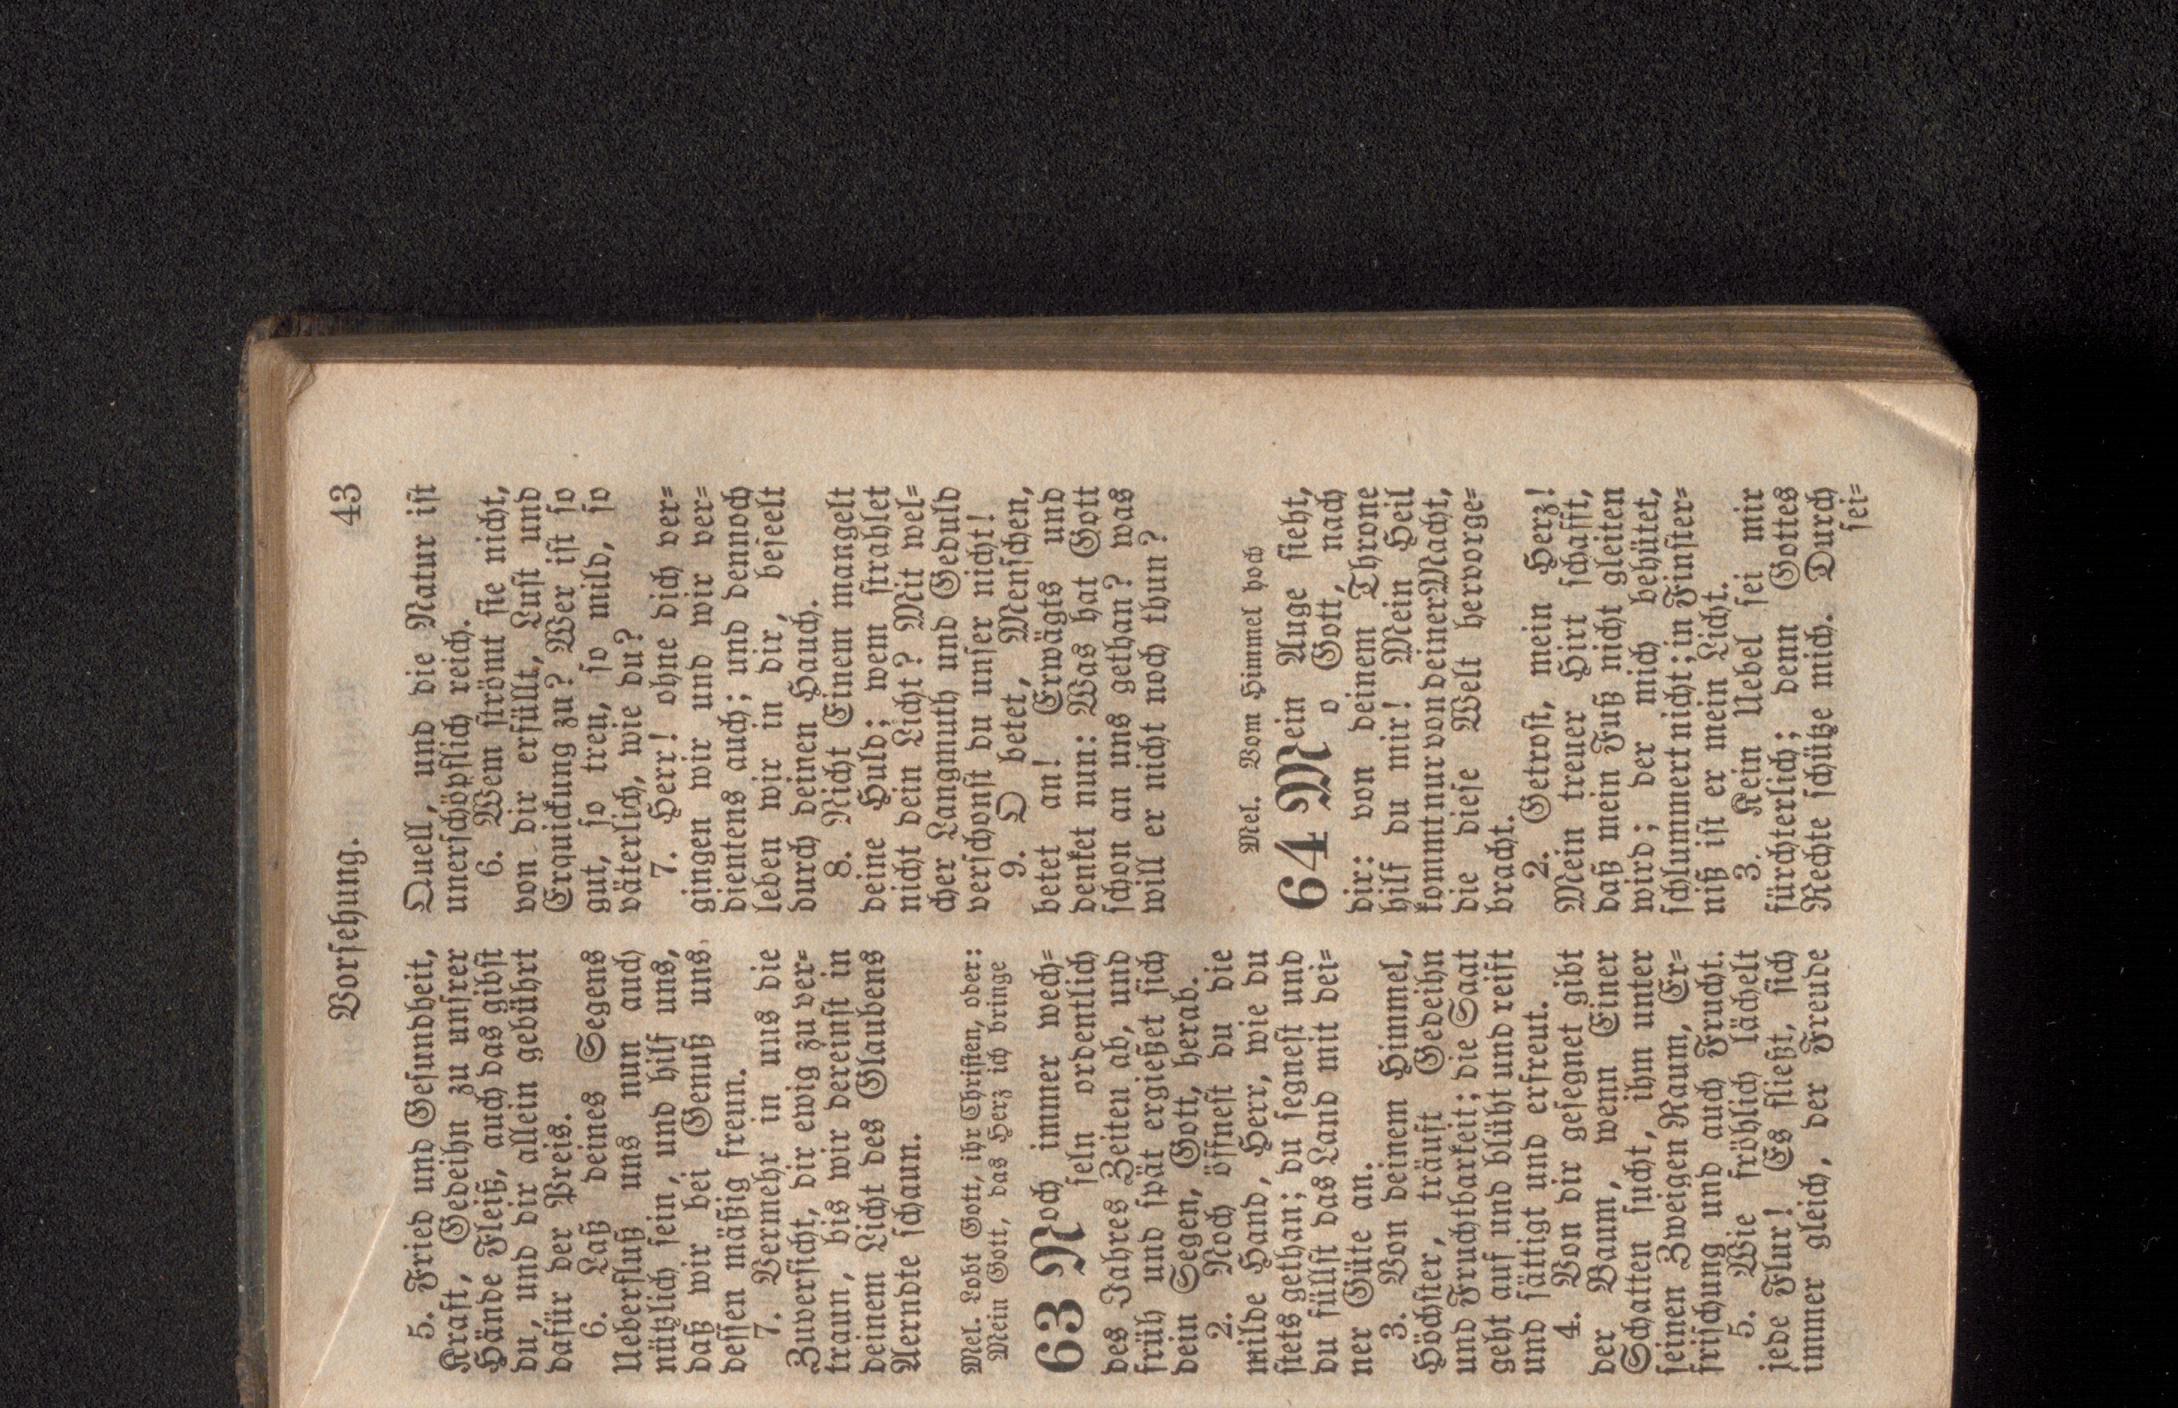 Vorſehung. 43
5. Fried und Geſundheit,
Kraft, Gedeihn zu unſrer
Hände Fleiß, auch das gibſt
du, und dir allein gebührt
dafür der Preis.
6. Laß deines Segens
Ueberfluß uns nun auch
nützlich ſein, und hilf uns,
daß wir bei Genuß uns
deſſen mäßig freun.
7. Vermehr in uns die
Zuverſicht, dir ewig zu ver-
traun, bis wir dereinſt in
deinem Licht des Glaubens
Aerndte ſchaun.
Mel. Lobt Gott, ihr Chriſten, oder:
Mein Gott, das Herz ich bringe
63 Noch immer wech-
ſeln ordentlich
des Jahres Zeiten ab, und
früh und ſpät ergießet ſich
dein Segen, Gott, herab.
2. Noch öffneſt du die
milde Hand, Herr, wie du
ſtets gethan; du ſegneſt und
du füllſt das Land mit dei-
ner Güte an.
3. Von deinem Himmel,
Höchſter, träuft Gedeihn
und Fruchtbarkeit; die Saat
geht auf und blüht und reift
und ſättigt und erfreut.
4. Von dir geſegnet gibt
der Baum, wenn Einer
Schatten ſucht, ihm unter
ſeinen Zweigen Raum, Er-
friſchung und auch Frucht.
5. Wie fröhlich lächelt
jede Flur! Es fließt, ſich
immer gleich, der Freude
Quell, und die Natur iſt
unerſchöpflich reich.
6. Wem ſtrömt ſie nicht,
von dir erfüllt, Luſt und
Erquickung zu? Wer iſt ſo
gut, ſo treu, ſo mild, ſo
väterlich, wie du?
7. Herr! ohne dich ver-
gingen wir und wir ver-
dientens auch; und dennoch
leben wir in dir, beſeelt
durch deinen Hauch.
8. Nicht Einem mangelt
deine Huld; wem ſtrahlet
nicht dein Licht? Mit wel-
cher Langmuth und Geduld
verſchonſt du unſer nicht!
9. O betet, Menſchen,
betet an! Erwägts und
denket nun: Was hat Gott
ſchon an uns gethan? was
will er nicht noch thun?
Mel. Vom Himmel hoch
64 Mein Auge ſieht,
o Gott, nach
dir: von deinem Throne
hilf du mir! Mein Heil
kommt nur von deiner Macht,
die dieſe Welt hervorge-
bracht.
2. Getroſt, mein Herz!
Mein treuer Hirt ſchafft,
daß mein Fuß nicht gleiten
wird; der mich behütet,
ſchlummert nicht; in Finſter-
niß iſt er mein Licht.
3. Kein Uebel ſei mir
fürchterlich; denn Gottes
Rechte ſchütze mich. Durch
ſei-